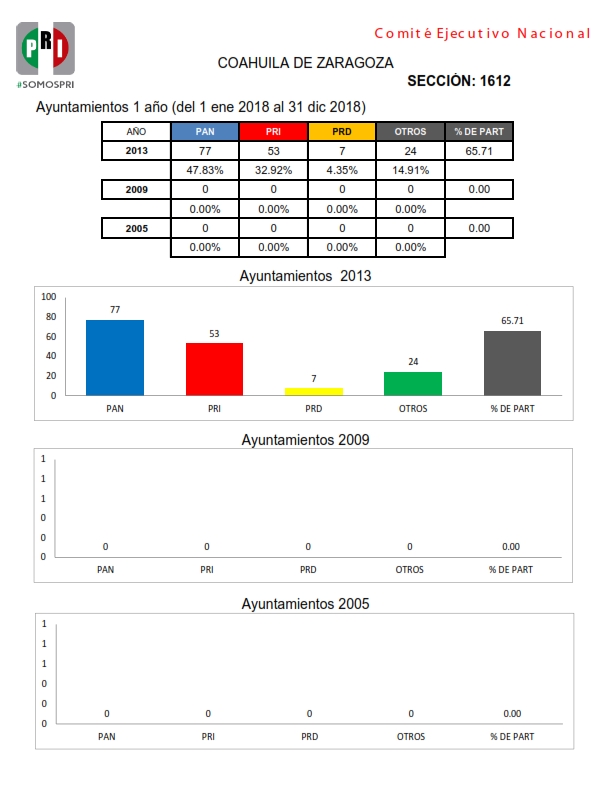 Comité Ejecutivo Nacional
PRI
#SOMOSPRI
COAHUILA DE ZARAGOZA
SECCIÓN: 1612
Ayuntamientos 1 año (del 1 ene 2018 al 31 dic 2018)
AÑO PAN PRI PRD OTROS % DE PART
2013 77 53 7 24 65.71
47.83% 32.92% 4.35% 14.91%
2009 0 0 0 0 0.00
0.00% 0.00% 0.00% 0.00%
2005 0 0 0 0 0.00
0.00% 0.00% 0.00% 0.00%
Ayuntamientos 2013
100
80
60
40
20
0
77 53 7 24 65.71
PAN PRI PRD OTROS % DE PART
Ayuntamientos 2009
1
1
1
0
0
0
0 0 0 0 0.00
PAN PRI PRD OTROS % DE PART
Ayuntamientos 2005
1
1
1
0
0
0
0 0 0 0 0.00
PAN PRI PRD OTROS % DE PART